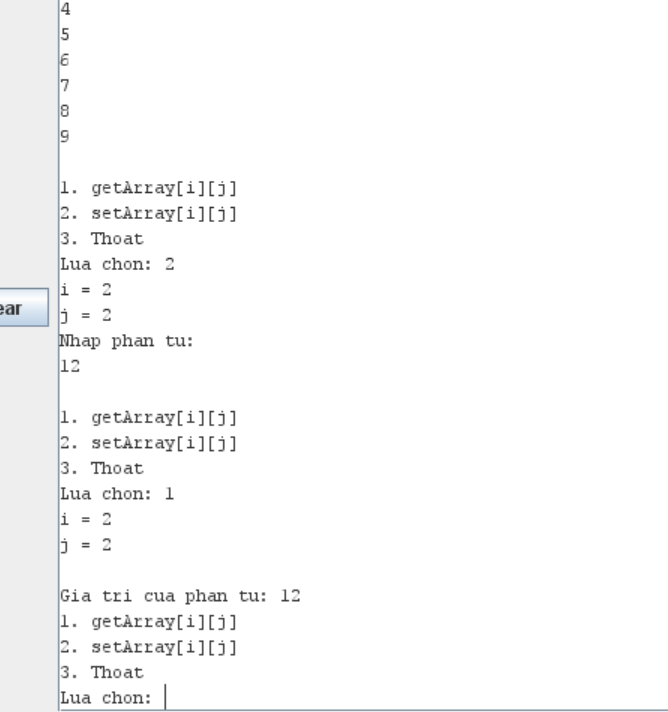 4
5
6
7
8
9
1. getArray[i][j]
2. setArray[i][j]
3. Thoat
Lua chon: 2
i = 2
j = 2
Nhap phan tu:
12
1. getArray[i][j]
2. setArray[i][j]
3. Thoat
Lua chon: 1
i = 2
j = 2
Gia tri cua phan tu: 12
1. getArray[i][j]
2. setArray[i][j]
3. Thoat
Lua chon:
ear